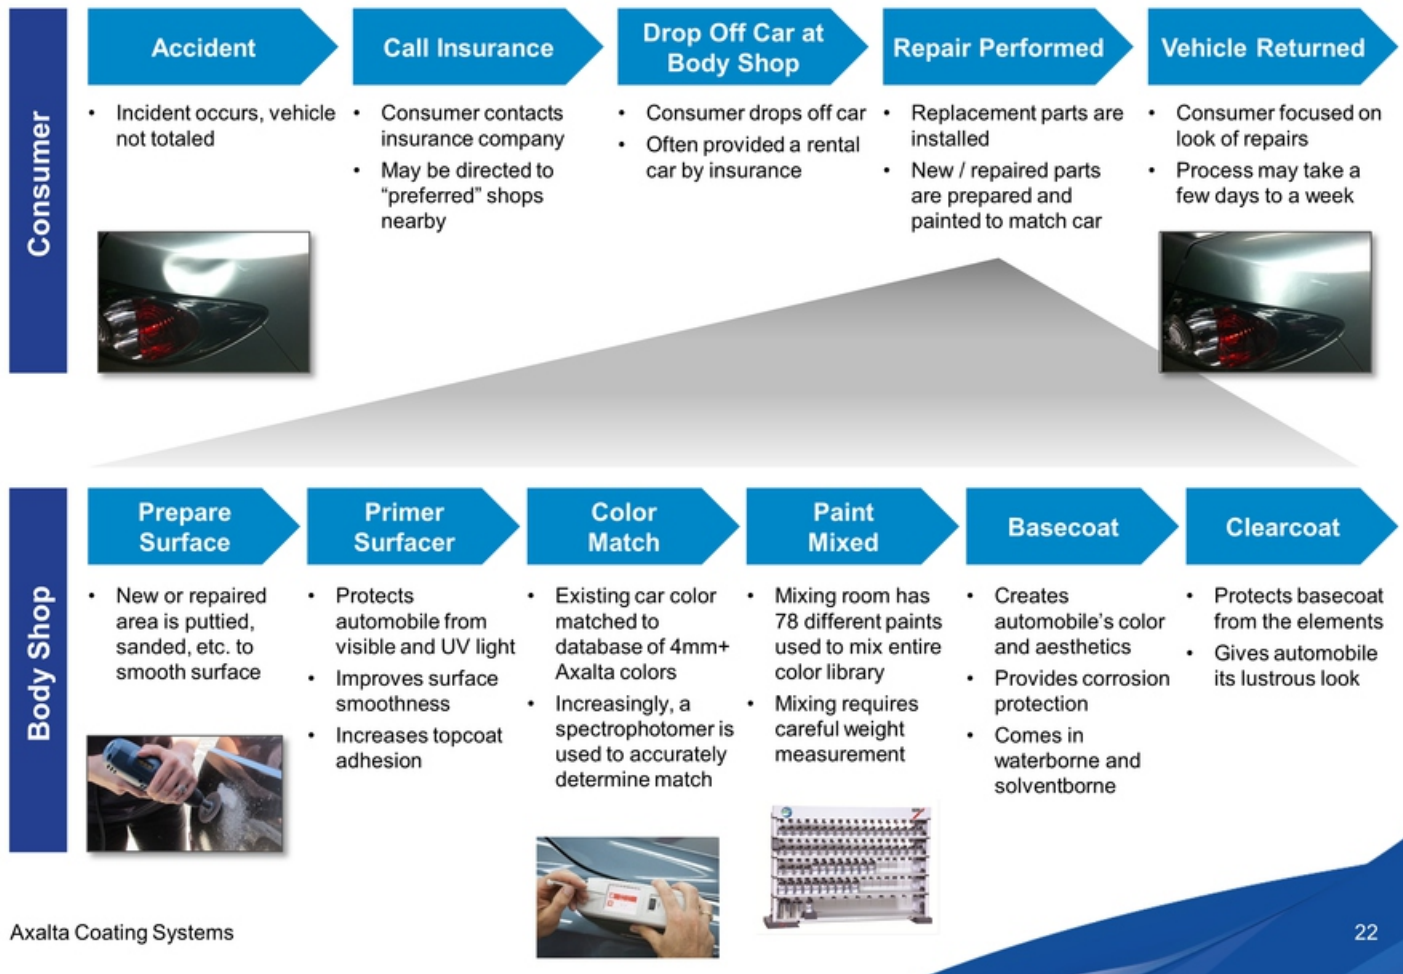 Consumer
Accident
• Incident occurs, vehicle
not totaled
Call Insurance
• Consumer contacts
insurance company
• May be directed to
“preferred” shops
nearby
Drop Off Car at
Body Shop
• Consumer drops off car
• Often provided a rental
car by insurance
Repair Performed
• Replacement parts are
installed
• New / repaired parts
are prepared and
painted to match car
Vehicle Returned
• Consumer focused on
look of repairs
• Process may take a
few days to a week
Body Shop
Prepare
Surface
• New or repaired
area is puttied,
sanded, etc. to
smooth surface
Primer
Surfacer
• Protects
automobile from
visible and UV light
• Improves surface
smoothness
• Increases topcoat
adhesion
Color
Match
• Existing car color
matched to
database of 4mm+
Axalta colors
• Increasingly, a
spectrophotomer is
used to accurately
determine match
Paint
Mixed
• Mixing room has
78 different paints
used to mix entire
color library
• Mixing requires
careful weight
measurement
Basecoat
• Creates
automobile’s color
and aesthetics
• Provides corrosion
protection
• Comes in
waterborne and
solventborne
Clearcoat
• Protects basecoat
from the elements
• Gives automobile
its lustrous look
Axalta Coating Systems
22